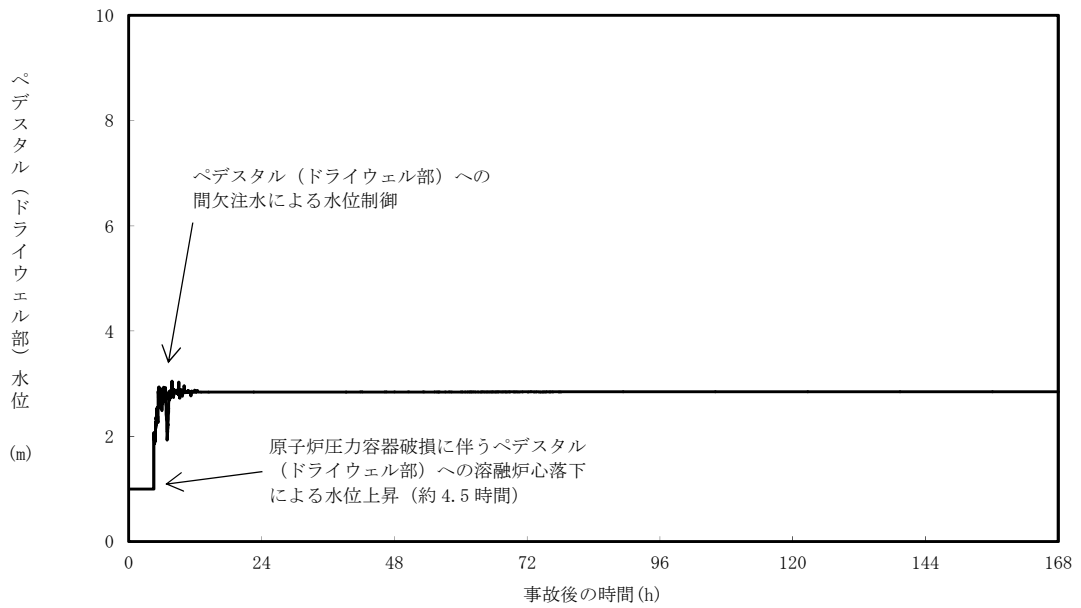 ペデスタル（ドライウェル部）水位 (m)
10
8
6
4
2
0
ペデスタル（ドライウェル部）への
間欠注水による水位制御
原子炉圧力容器破損に伴うペデスタル
（ドライウェル部）への溶融炉心落下
による水位上昇（約 4.5 時間）
0 24 48 72 96 120 144 168
事故後の時間(h)